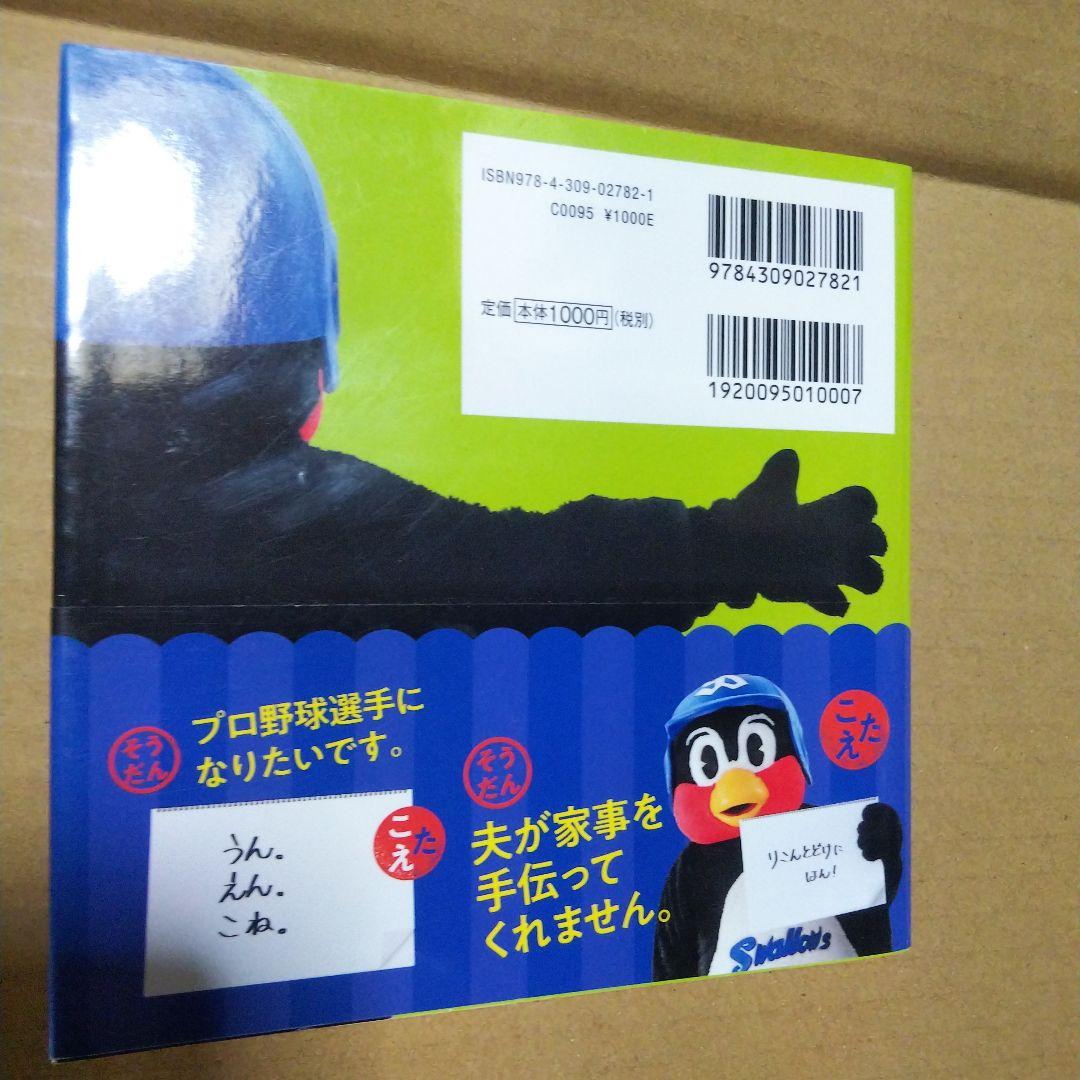 ISBN978-4-309-02782-1
C0095 ¥1000E
9784309027821
定価 本体1000円(税別)
1920095010007
そうだん
プロ野球選手に
なりたいです。
こたえ
うん。
えん。
こね。
そうだん
夫が家事を
手伝って
くれません。
こたえ
りこんとどけに
はん!
Swallows